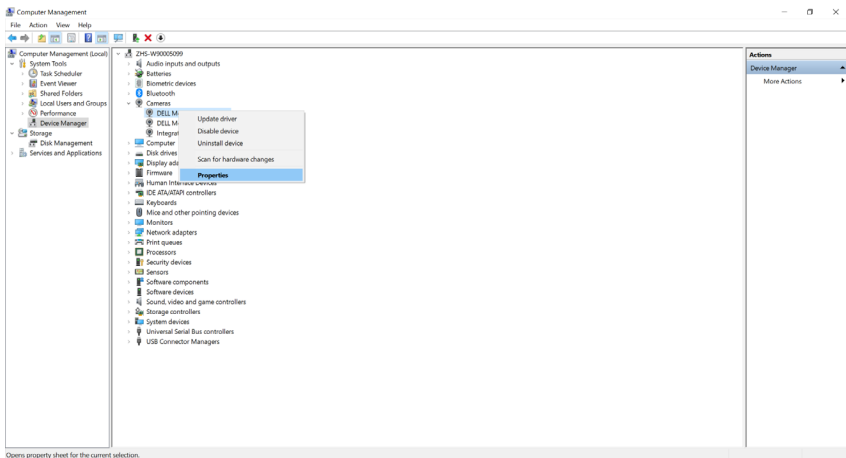 Computer Management
File Action View Help
Computer Management (Local)
System Tools
Task Scheduler
Event Viewer
Shared Folders
Local Users and Groups
Performance
Device Manager
Storage
Disk Management
Services and Applications
ZHS-W90005099
Audio inputs and outputs
Batteries
Biometric devices
Bluetooth
Cameras
DELL M
DELL M
Integrat
Computer
Disk drives
Display ada
Firmware
Human Interface Devices
IDE ATA/ATAPI controllers
Keyboards
Mice and other pointing devices
Monitors
Network adapters
Print queues
Processors
Security devices
Sensors
Software components
Software devices
Sound, video and game controllers
Storage controllers
System devices
Universal Serial Bus controllers
USB Connector Managers
Update driver
Disable device
Uninstall device
Scan for hardware changes
Properties
Actions
Device Manager
More Actions
Opens property sheet for the current selection.